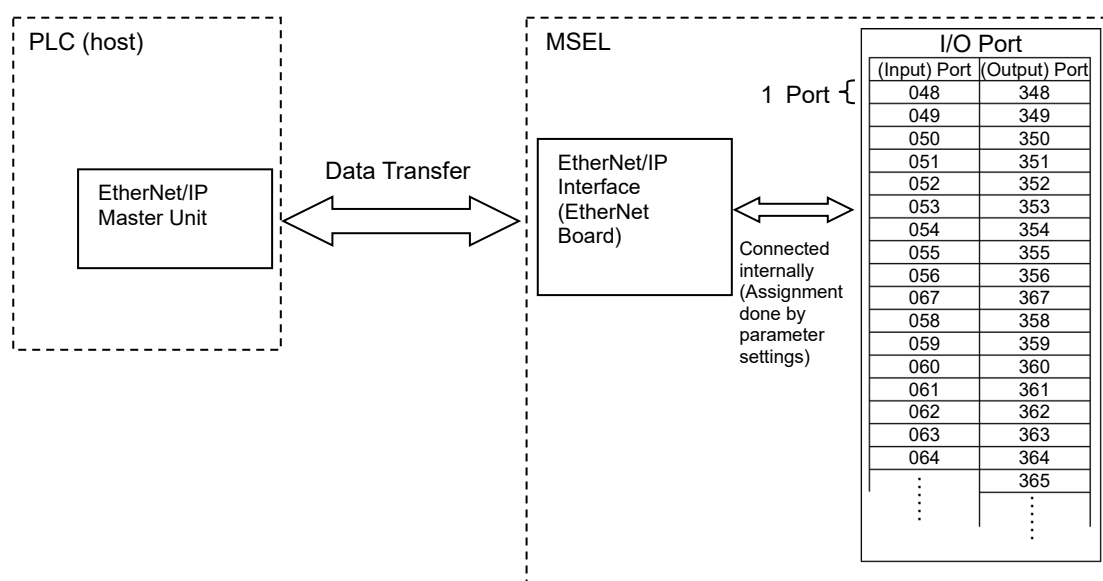 PLC (host)
EtherNet/IP
Master Unit
Data Transfer
MSEL
EtherNet/IP
Interface
(EtherNet
Board)
Connected
internally
(Assignment
done by
parameter
settings)
1 Port
I/O Port
(Input) Port (Output) Port
048 348
049 349
050 350
051 351
052 352
053 353
054 354
055 355
056 356
067 367
058 358
059 359
060 360
061 361
062 362
063 363
064 364
365